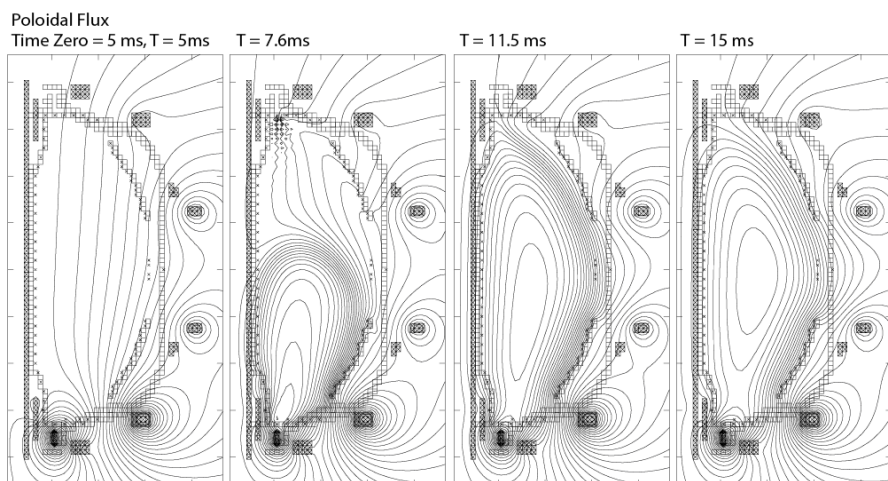 Poloidal Flux
Time Zero = 5 ms, T = 5ms
T = 7.6ms
T = 11.5 ms
T = 15 ms